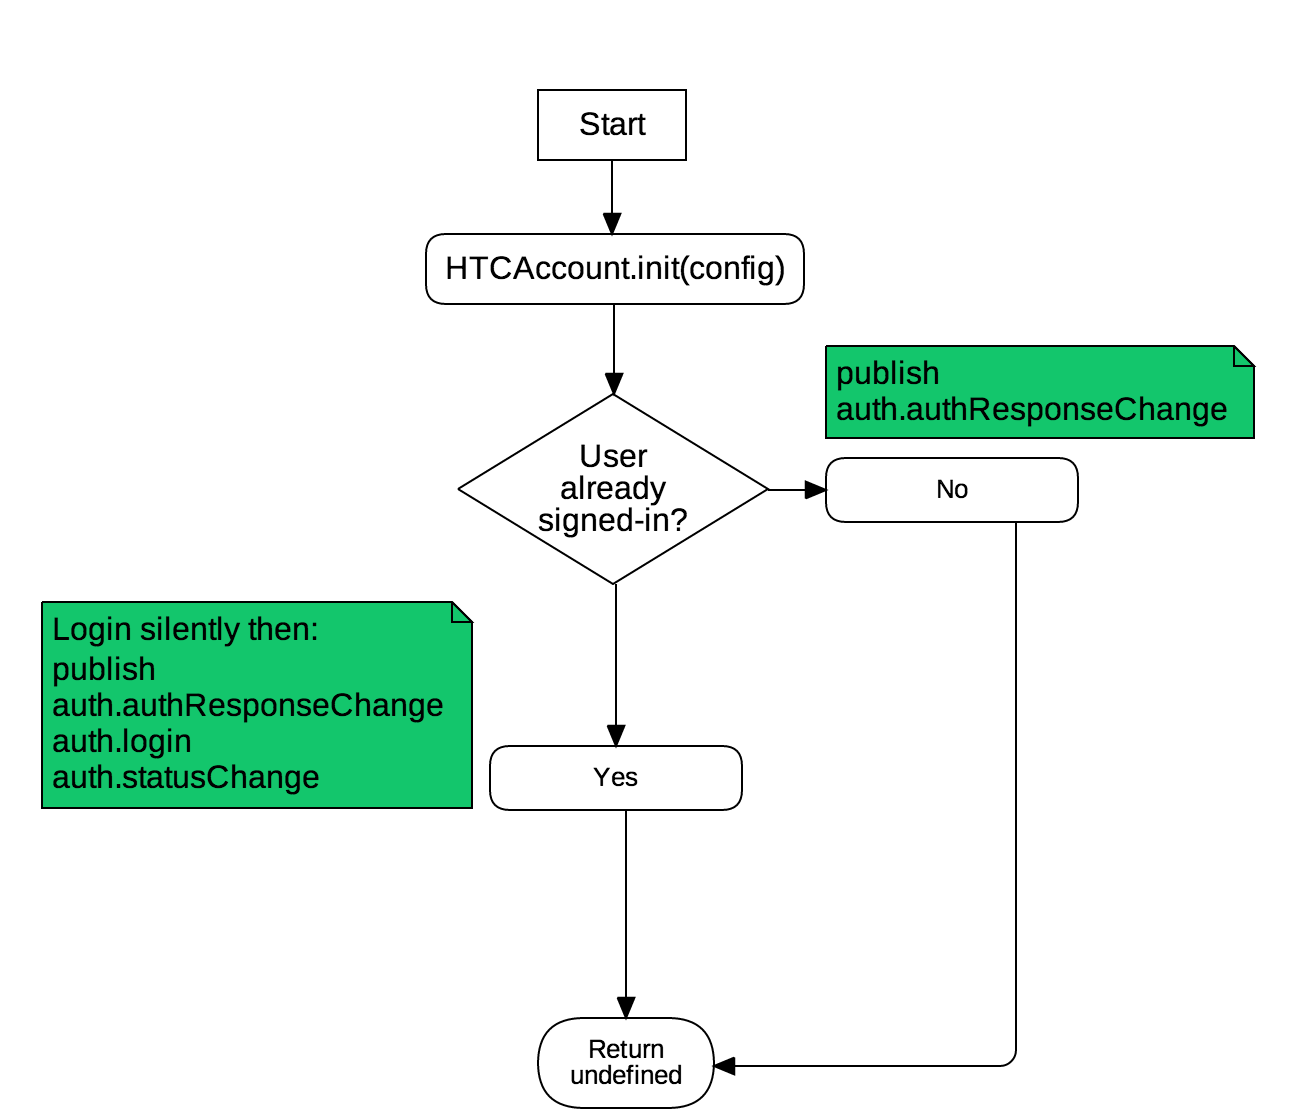 Start
HTCAccount.init(config)
publish
auth.authResponseChange
User
already
signed-in?
No
Login silently then:
publish
auth.authResponseChange
auth.login
auth.statusChange
Yes
Return
undefined